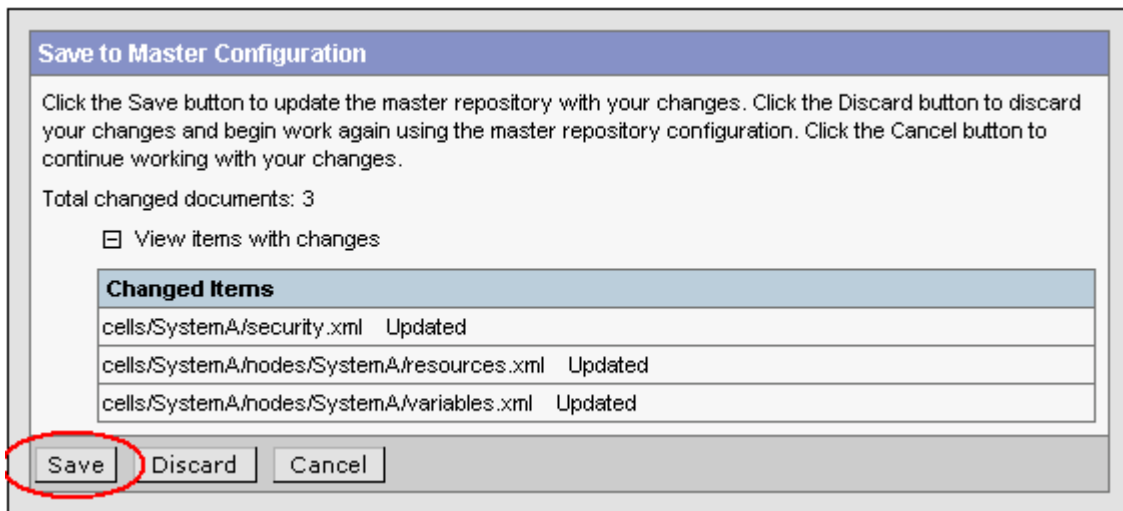 Save to Master Configuration
Click the Save button to update the master repository with your changes. Click the Discard button to discard
your changes and begin work again using the master repository configuration. Click the Cancel button to
continue working with your changes.
Total changed documents: 3
View items with changes
Changed Items
cells/SystemA/security.xml Updated
cells/SystemA/nodes/SystemA/resources.xml Updated
cells/SystemA/nodes/SystemA/variables.xml Updated
Save Discard Cancel